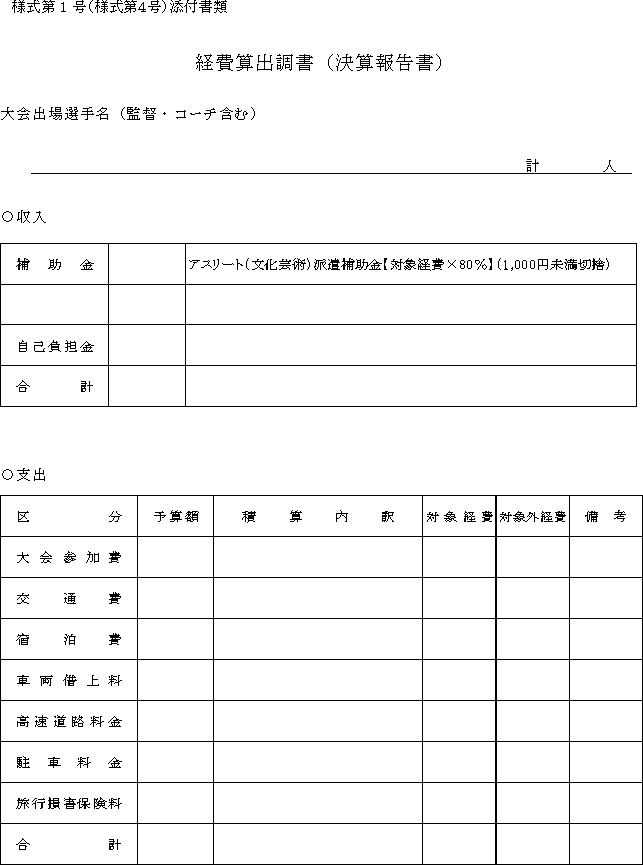 様式第１号(様式第4号)添付書類
経費算出調書（決算報告書）
大会出場選手名（監督・コーチ含む）
計　　　人
○収入
補助金　アスリート(文化芸術)派遣補助金【対象経費×80％】(1,000円未満切捨)
自己負担金
合計
○支出
区分　予算額　積算内訳　対象経費　対象外経費　備考
大会参加費
交通費
宿泊費
車両借上料
高速道路料金
駐車料金
旅行損害保険料
合計